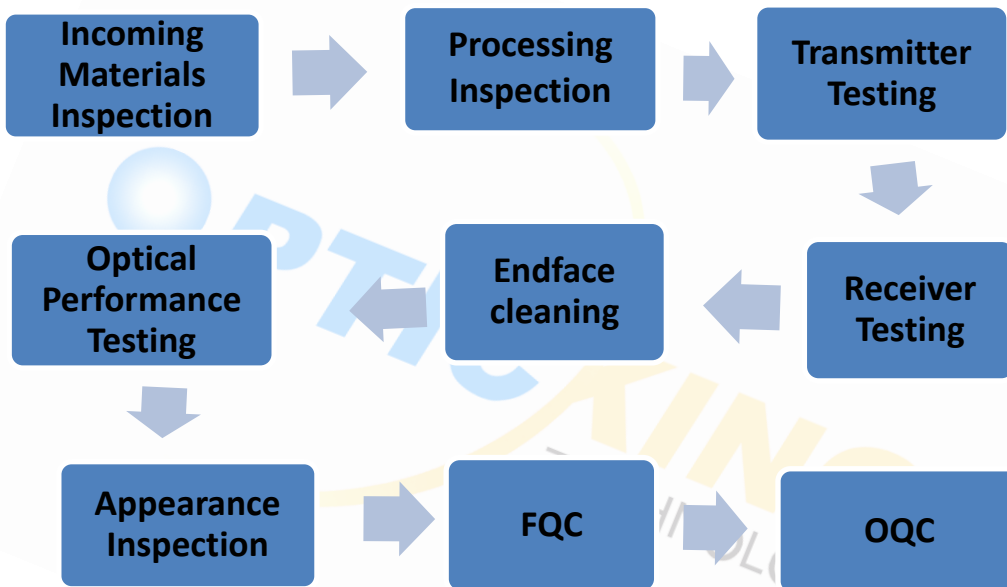 Incoming
Materials
Inspection
Processing
Inspection
Transmitter
Testing
Receiver
Testing
Endface
cleaning
Optical
Performance
Testing
Appearance
Inspection
FQC
OQC